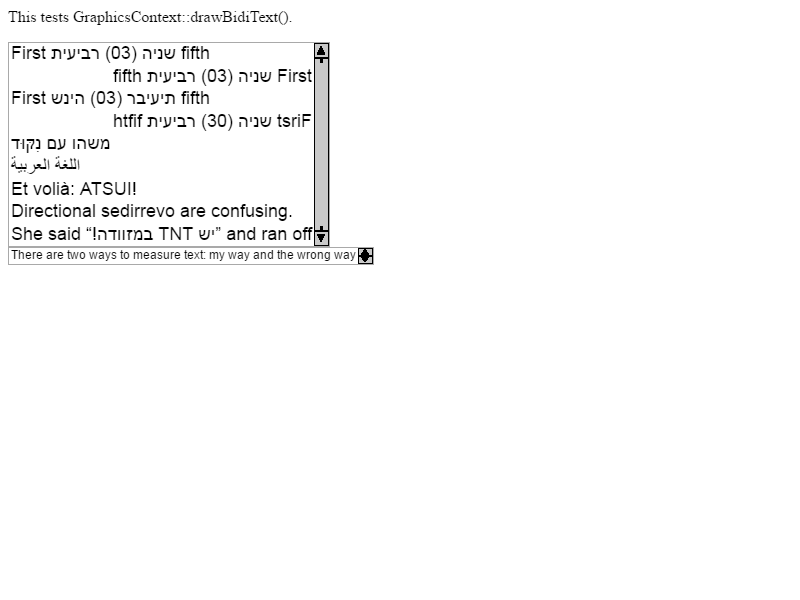 This tests GraphicsContext::drawBidiText().
First שניה (03) רביעית fifth
First שניה (03) רביעית fifth
First תיעיבר (03) הינש fifth
tsriF שניה (30) רביעית htfif
משהו עם נִקּוּד
اللغة العربية
Et volià: ATSUI!
Directional sedirrevo are confusing.
She said “יש TNT במזוודה!” and ran off
There are two ways to measure text: my way and the wrong way